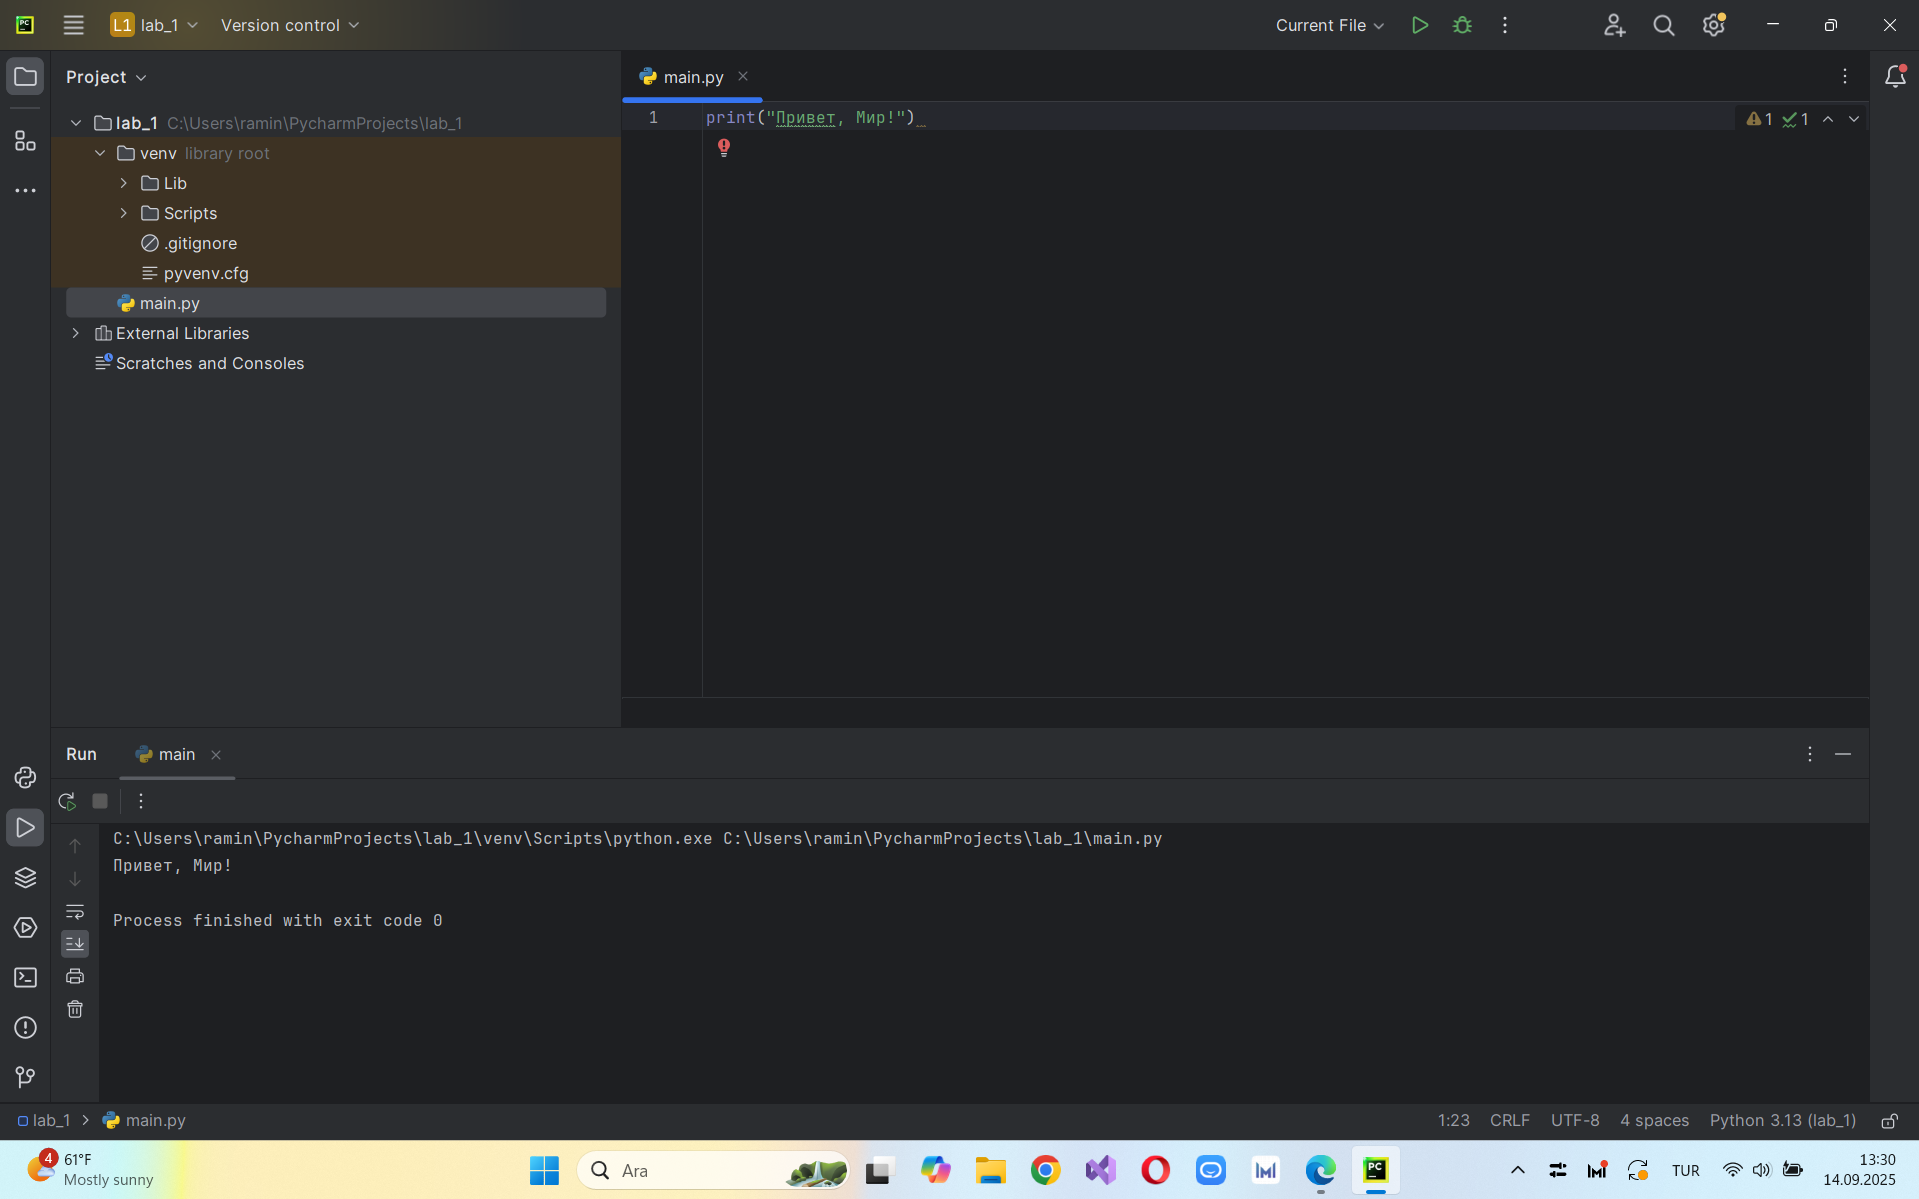 PC
L1 lab_1
Version control
Current File
Project
main.py
lab_1 C:\Users\ramin\PycharmProjects\lab_1
venv library root
Lib
Scripts
.gitignore
pyvenv.cfg
main.py
External Libraries
Scratches and Consoles
1 print("Привет, Мир!")
1 1
Run
main
C:\Users\ramin\PycharmProjects\lab_1\venv\Scripts\python.exe C:\Users\ramin\PycharmProjects\lab_1\main.py
Привет, Мир!
Process finished with exit code 0
lab_1 > main.py
1:23 CRLF UTF-8 4 spaces Python 3.13 (lab_1)
4
61°F
Mostly sunny
Ara
PC
TUR
13:30
14.09.2025